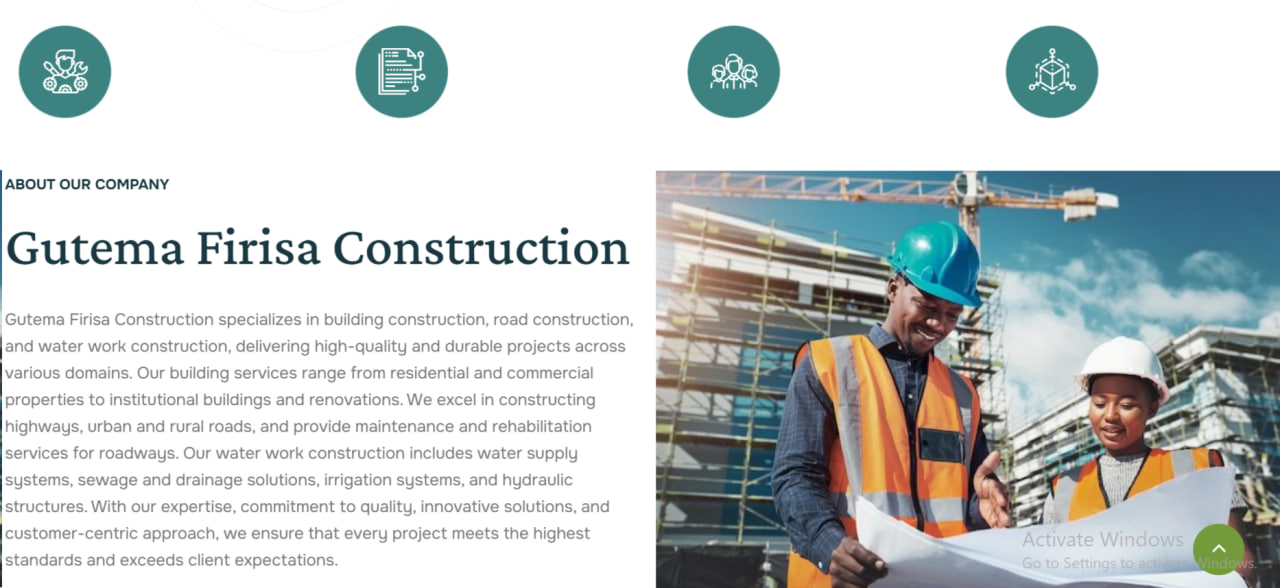 ABOUT OUR COMPANY
Gutema Firisa Construction
Gutema Firisa Construction specializes in building construction, road construction,
and water work construction, delivering high-quality and durable projects across
various domains. Our building services range from residential and commercial
properties to institutional buildings and renovations. We excel in constructing
highways, urban and rural roads, and provide maintenance and rehabilitation
services for roadways. Our water work construction includes water supply
systems, sewage and drainage solutions, irrigation systems, and hydraulic
structures. With our expertise, commitment to quality, innovative solutions, and
customer-centric approach, we ensure that every project meets the highest
standards and exceeds client expectations.
Activate Windows
Go to Settings to activate Windows.